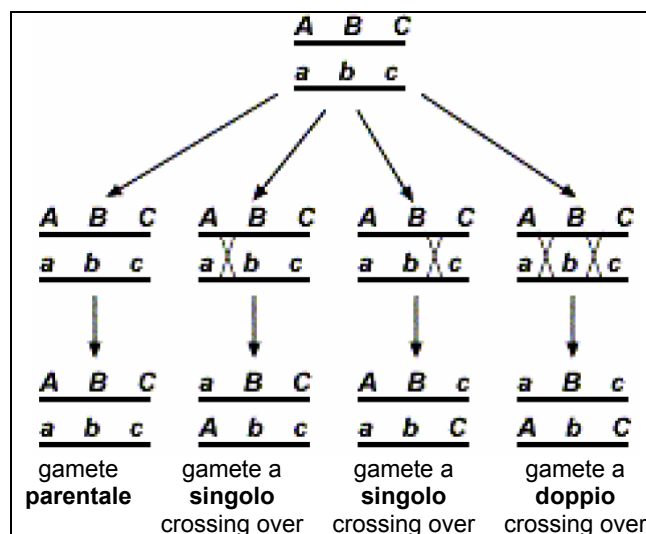 A B C
a b c
A B C A B C A B C A B C
a b c a b c a b c a b c
A B C a B C A B c a B c
a b c A b c a b C A b C
gamete
parentale
gamete a
singolo
crossing over
gamete a
singolo
crossing over
gamete a
doppio
crossing over